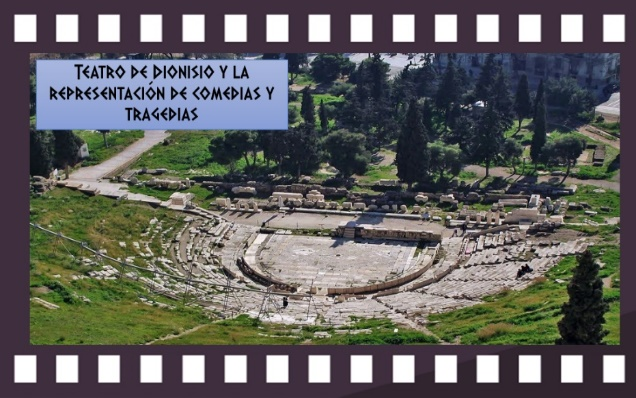 Teatro de Dionisio y la
representación de comedias y
tragedias